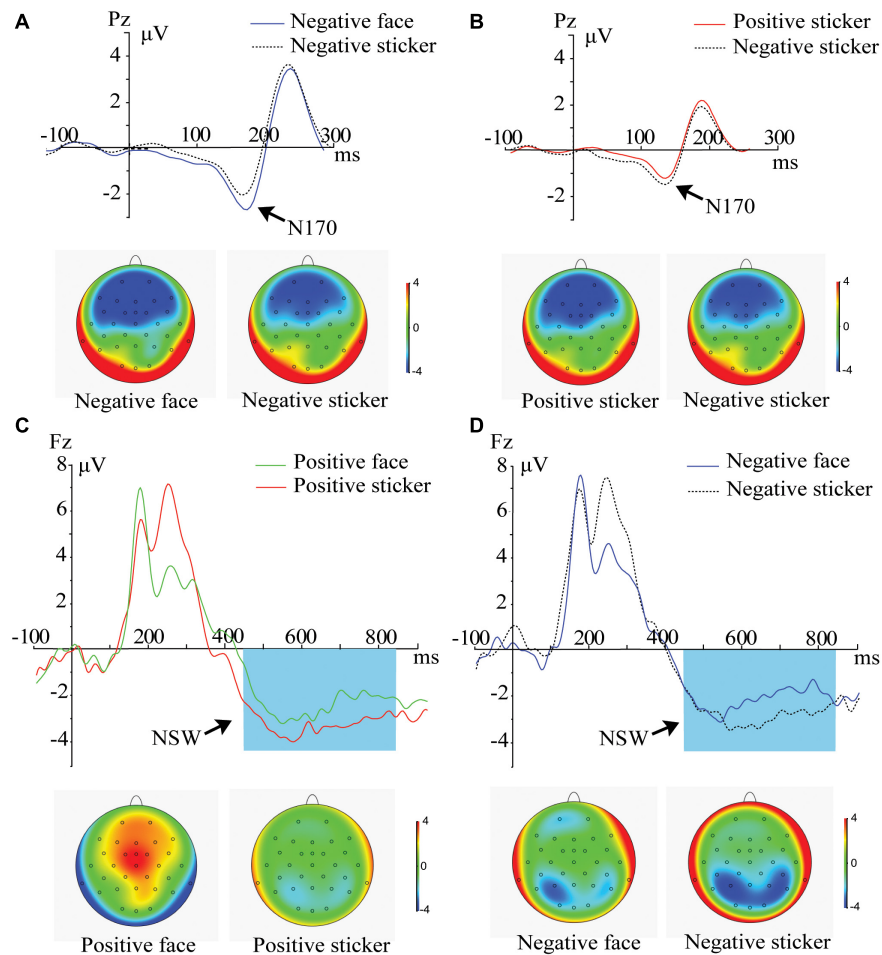 A
Pz
μV
Negative face
Negative sticker
4
2
-100
100
200
300
ms
-2
N170
4
0
-4
Negative face
Negative sticker
B
Pz
μV
Positive sticker
Negative sticker
4
2
-100
100
200
300
ms
-2
N170
4
0
-4
Positive sticker
Negative sticker
C
Fz
μV
Positive face
Positive sticker
8
6
4
2
-100
200
400
600
800
ms
-2
-4
NSW
4
0
-4
Positive face
Positive sticker
D
Fz
μV
Negative face
Negative sticker
8
6
4
2
-100
200
400
600
800
ms
-2
-4
NSW
4
0
-4
Negative face
Negative sticker